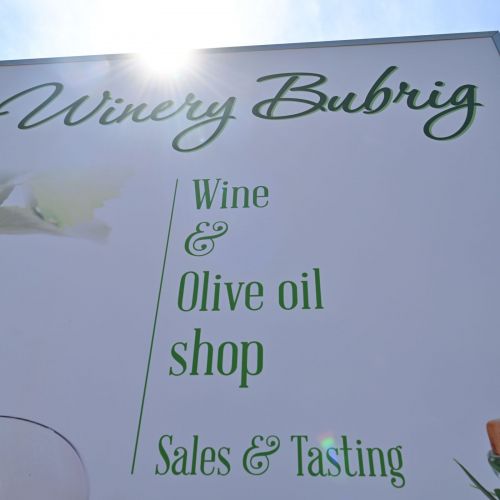 Winery Bubrig
Wine
&
Olive oil
shop
Sales & Tasting